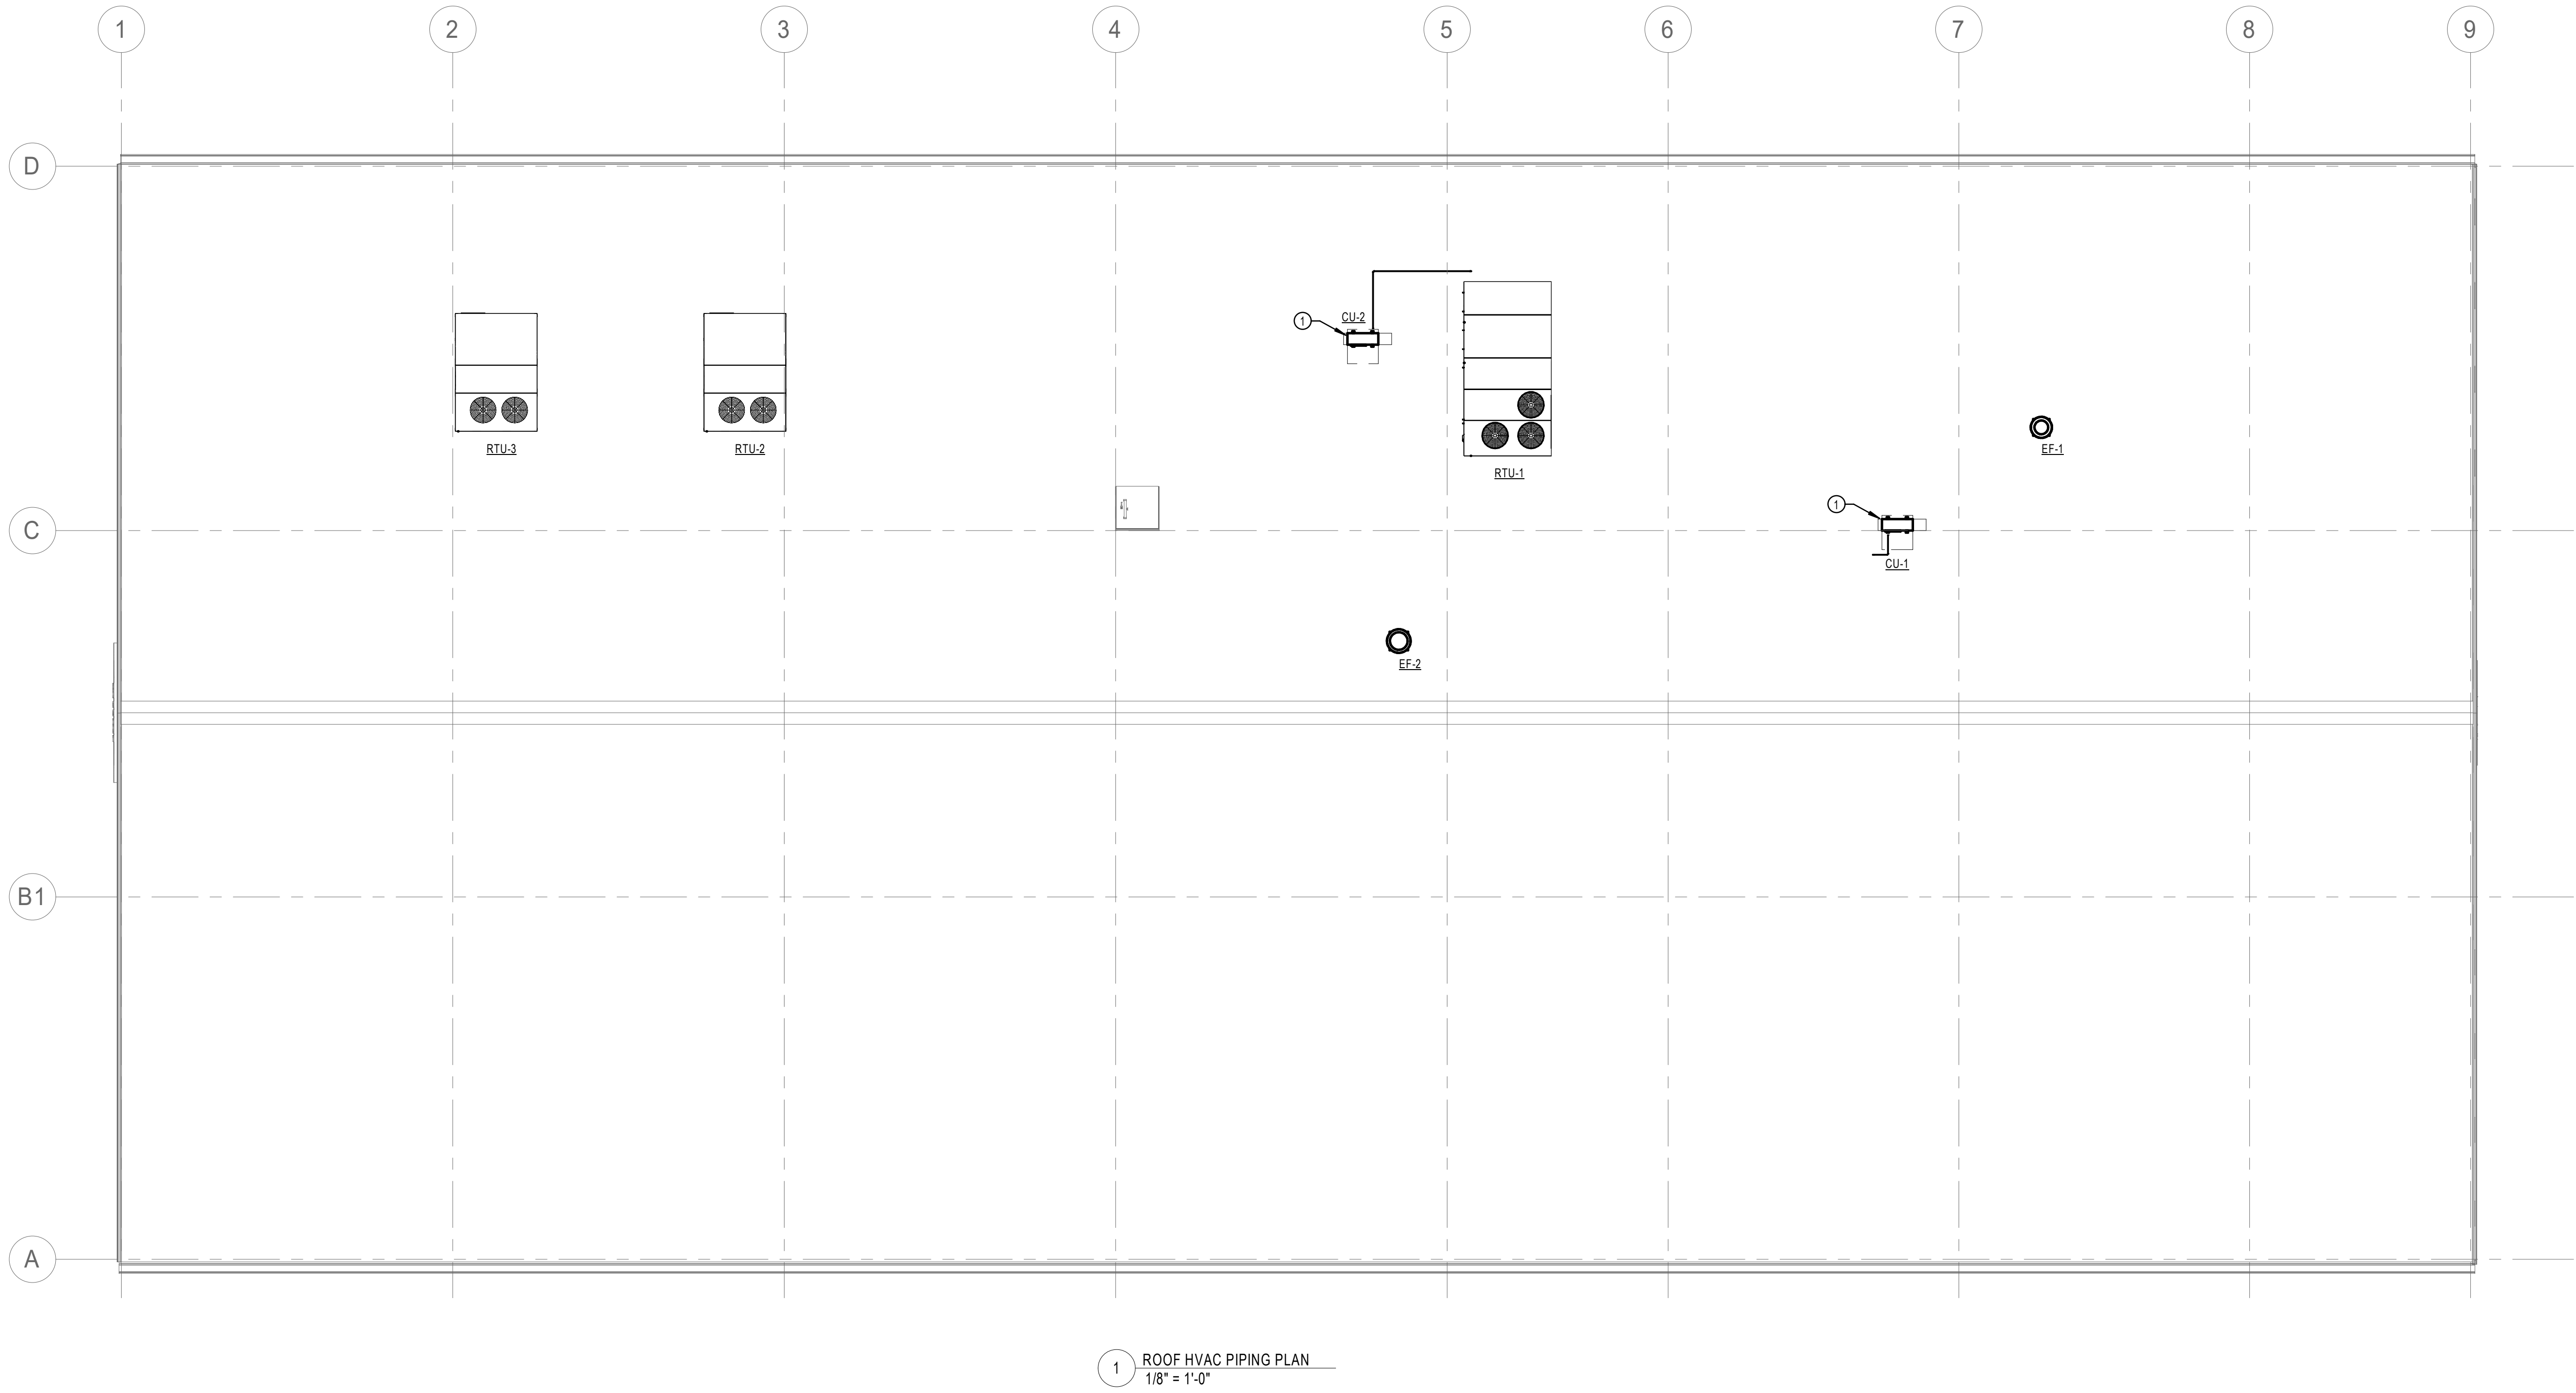 1 2 3 4 5 6 7 8 9
D
CU-2
1
RTU-3
RTU-2
RTU-1
EF-1
1
C
CU-1
EF-2
B1
A
1 ROOF HVAC PIPING PLAN
1/8" = 1'-0"